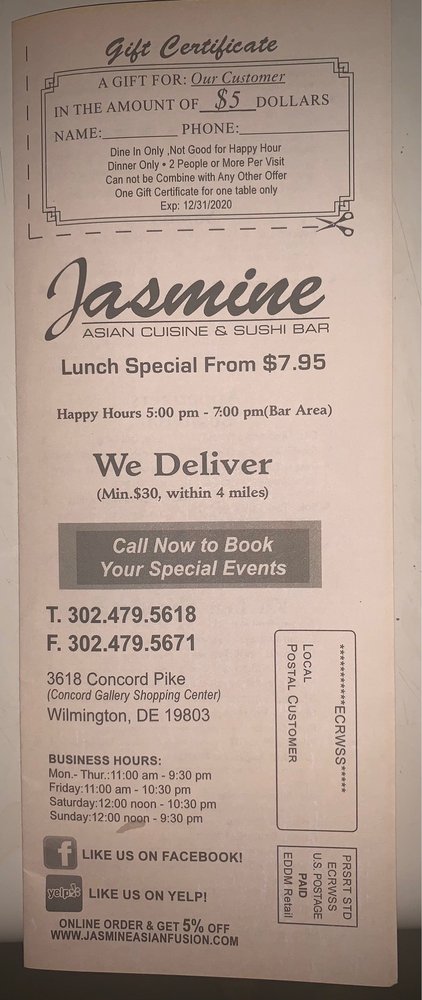 Gift Certificate
A GIFT FOR: Our Customer
IN THE AMOUNT OF $5 DOLLARS
NAME:__________ PHONE:______________
Dine In Only ,Not Good for Happy Hour
Dinner Only • 2 People or More Per Visit
Can not be Combine with Any Other Offer
One Gift Certificate for one table only
Exp: 12/31/2020
Jasmine
ASIAN CUISINE & SUSHI BAR
Lunch Special From $7.95
Happy Hours 5:00 pm - 7:00 pm(Bar Area)
We Deliver
(Min.$30, within 4 miles)
Call Now to Book
Your Special Events
T. 302.479.5618
F. 302.479.5671
3618 Concord Pike
(Concord Gallery Shopping Center)
Wilmington, DE 19803
BUSINESS HOURS:
Mon.- Thur.:11:00 am - 9:30 pm
Friday:11:00 am - 10:30 pm
Saturday:12:00 noon - 10:30 pm
Sunday:12:00 noon - 9:30 pm
f LIKE US ON FACEBOOK!
yelp LIKE US ON YELP!
ONLINE ORDER & GET 5% OFF
WWW.JASMINEASIANFUSION.COM
***********ECRWSS*****
LOCAL
POSTAL CUSTOMER
PRSRT STD
ECRWSS
U.S. POSTAGE
PAID
EDDM Retail